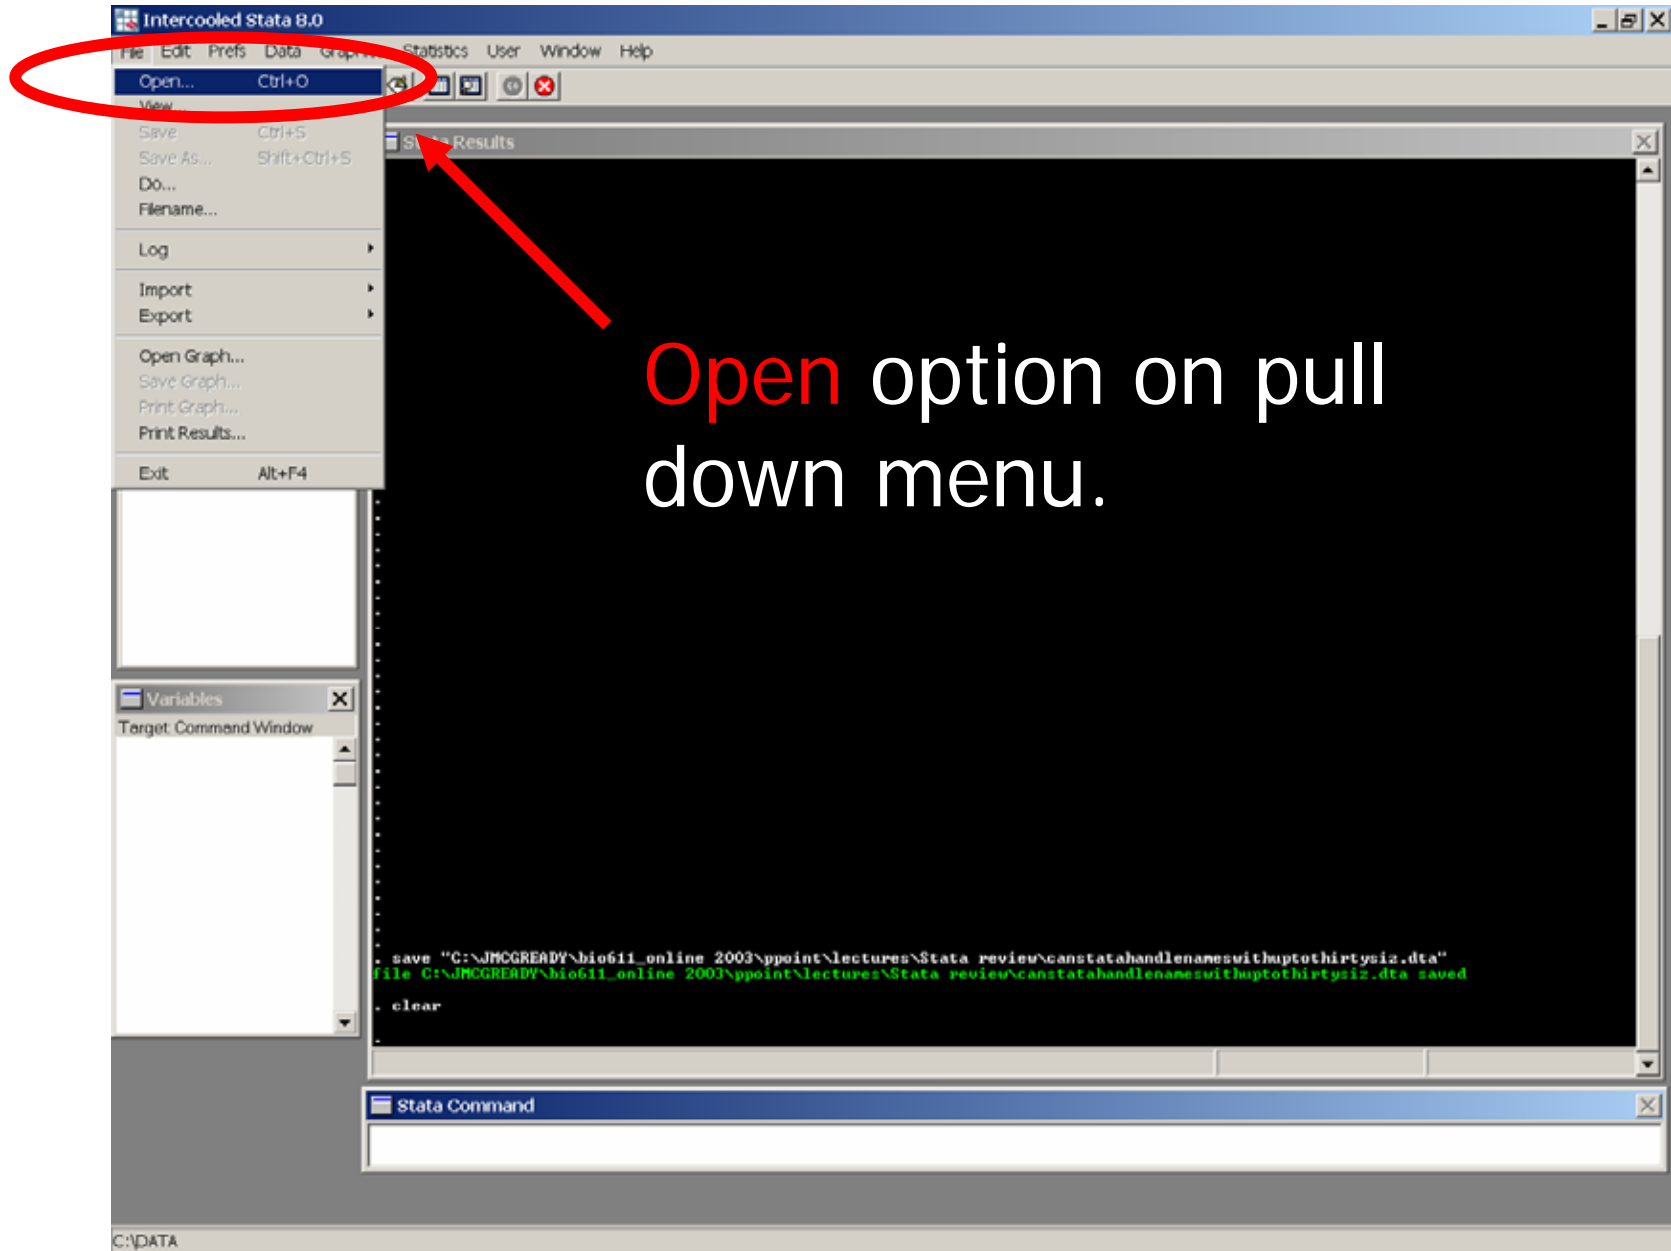 Intercooled Stata 8.0
File Edit Prefs Data Statistics User Window Help
Open... Ctrl+O
View...
Save Ctrl+S
Save As... Shift+Ctrl+S
Do...
Filename...
Log
Import
Export
Open Graph...
Save Graph...
Print Graph...
Print Results...
Exit Alt+F4
Stata Results
Open option on pull
down menu.
Variables
Target: Command Window
. save "C:\JMCGREADY\bio611_online 2003\ppoint\lectures\Stata review\canstatahandlenameswithuptothirtysiz.dta"
file C:\JMCGREADY\bio611_online 2003\ppoint\lectures\Stata review\canstatahandlenameswithuptothirtysiz.dta saved
. clear
.
Stata Command
C:\DATA